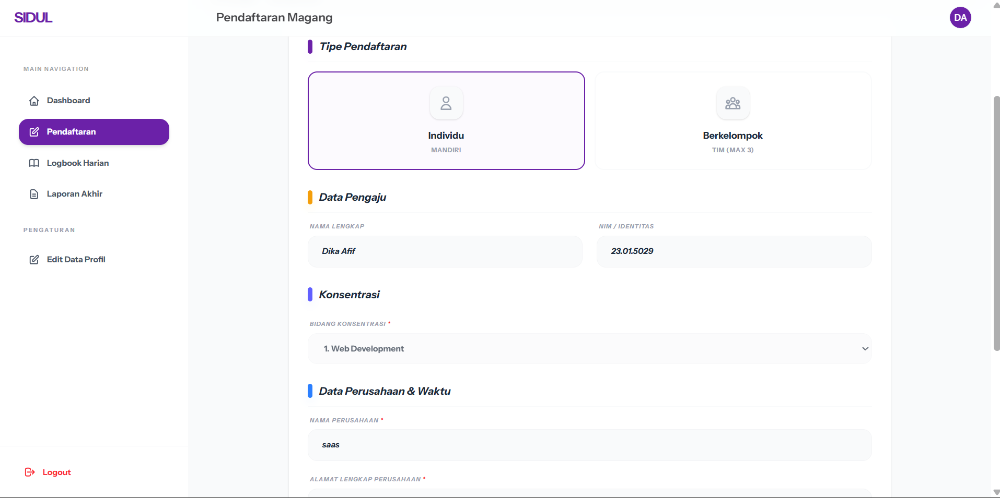 SIDUL
Pendaftaran Magang
DA
MAIN NAVIGATION
Dashboard
Pendaftaran
Logbook Harian
Laporan Akhir
PENGATURAN
Edit Data Profil
Logout
Tipe Pendaftaran
Individu
MANDIRI
Berkelompok
TIM (MAX 3)
Data Pengaju
NAMA LENGKAP
Dika Afif
NIM / IDENTITAS
23.01.5029
Konsentrasi
BIDANG KONSENTRASI *
1. Web Development
Data Perusahaan & Waktu
NAMA PERUSAHAAN *
saas
ALAMAT LENGKAP PERUSAHAAN *